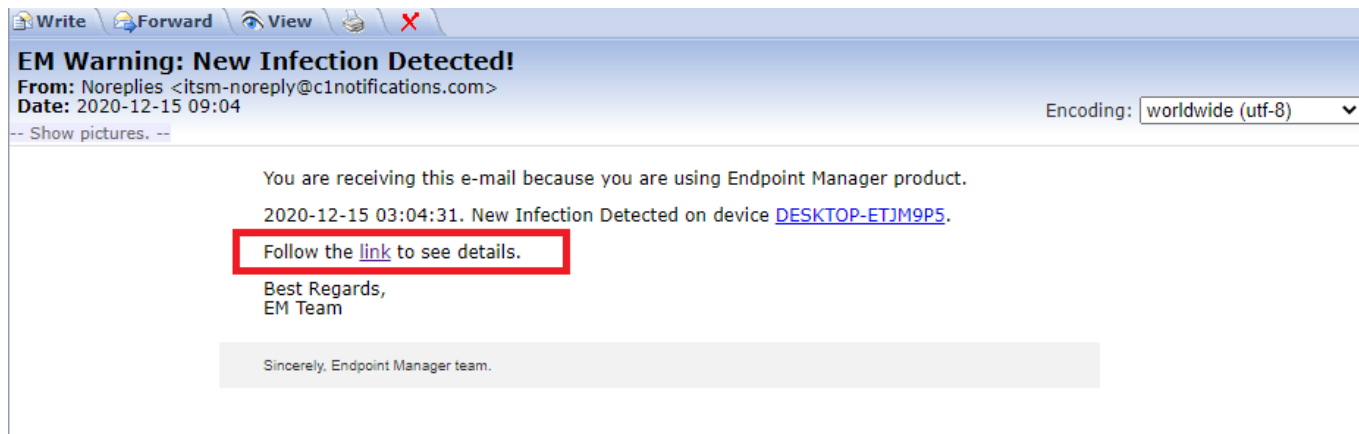 Write Forward View
EM Warning: New Infection Detected!
From: Noreplies <itsm-noreply@c1notifications.com>
Date: 2020-12-15 09:04
Encoding: worldwide (utf-8)
-- Show pictures. --
You are receiving this e-mail because you are using Endpoint Manager product.
2020-12-15 03:04:31. New Infection Detected on device DESKTOP-ETJM9P5.
Follow the link to see details.
Best Regards,
EM Team
Sincerely, Endpoint Manager team.